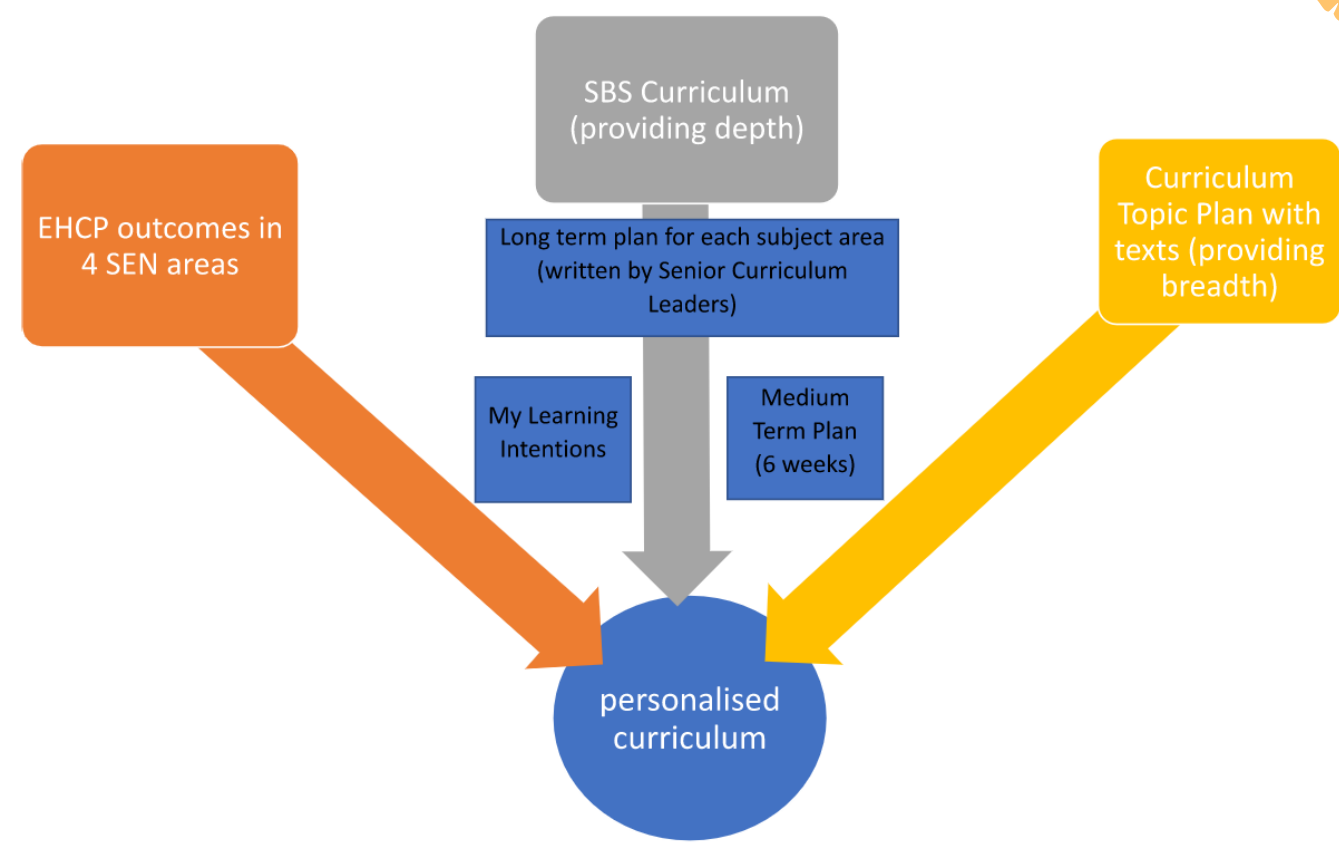 SBS Curriculum
(providing depth)
EHCP outcomes in
4 SEN areas
Curriculum
Topic Plan with
texts (providing
breadth)
Long term plan for each subject area
(written by Senior Curriculum
Leaders)
My Learning
Intentions
Medium
Term Plan
(6 weeks)
personalised
curriculum